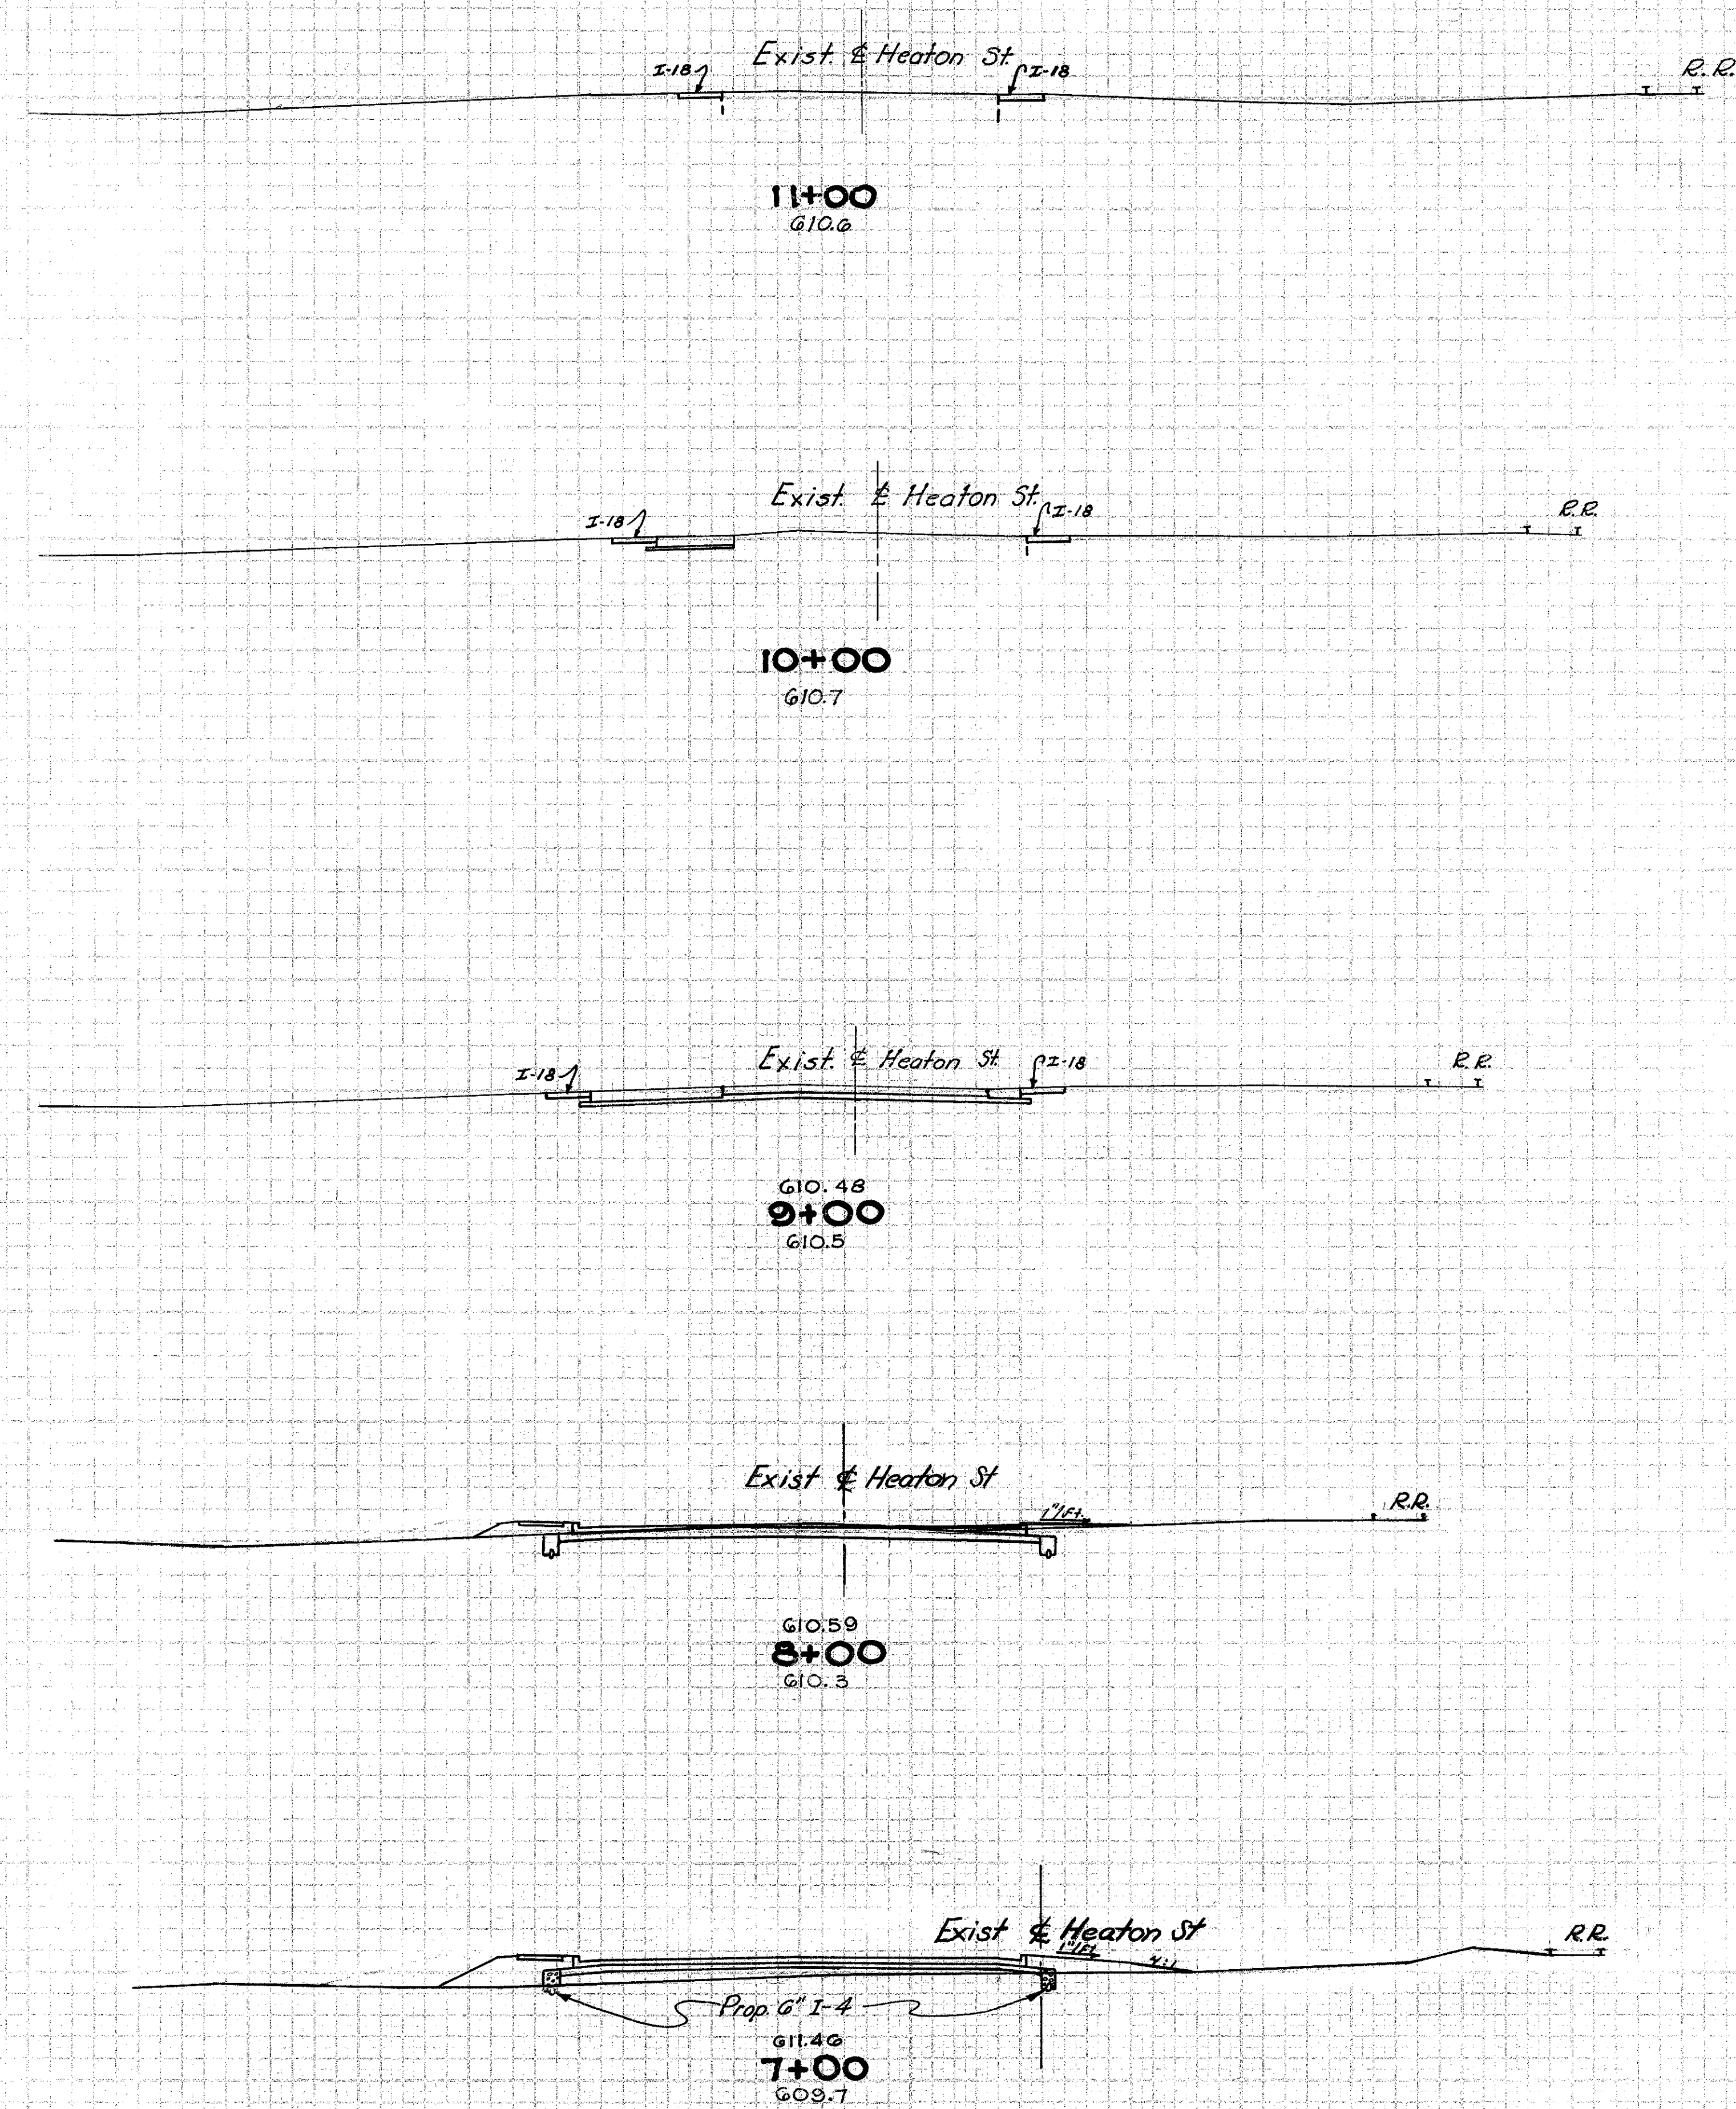 Exist. ℄ Heaton St.
I-18
I-18
R.R.
11+00
610.6
Exist. ℄ Heaton St.
I-18
I-18
R.R.
10+00
610.7
Exist. ℄ Heaton St.
I-18
I-18
R.R.
610.48
9+00
610.5
Exist ℄ Heaton St
1"/Ft.
R.R.
610.59
8+00
610.3
Exist ℄ Heaton St
1"/Ft
4:1
R.R.
Prop. 6" I-4
611.46
7+00
609.7